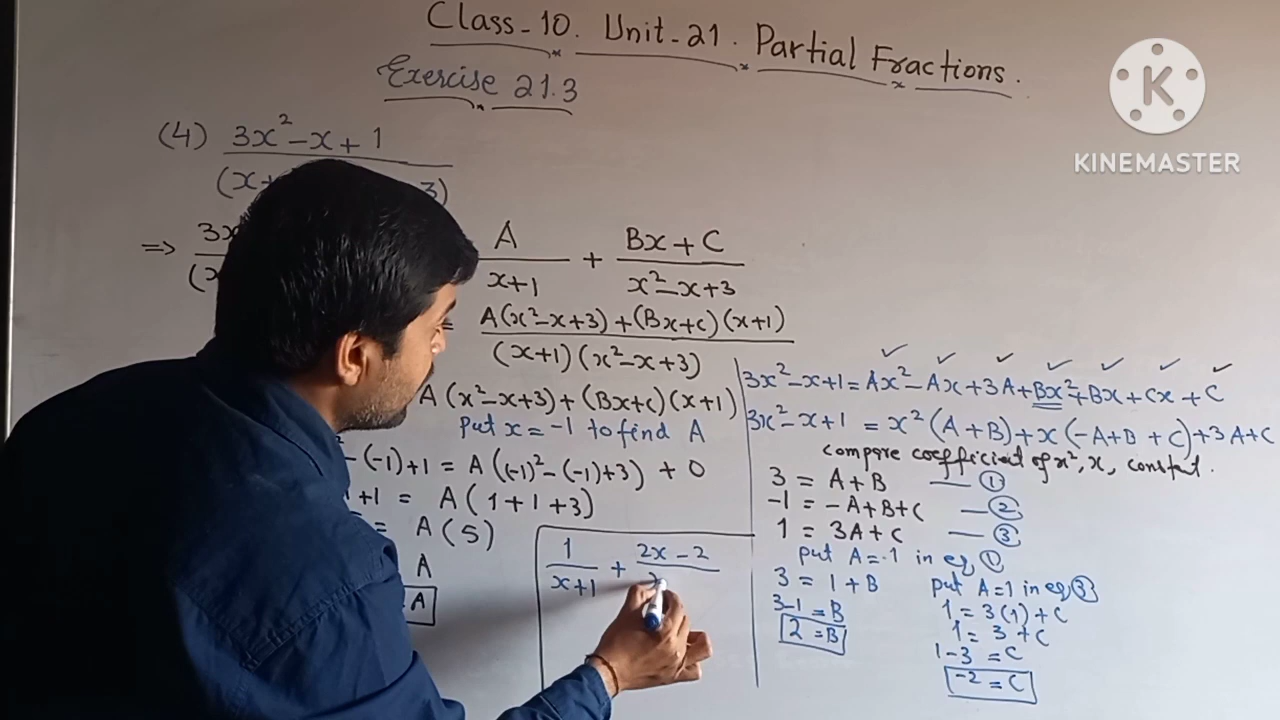 Class-10. Unit-21. Partial Fractions.
Exercise 21.3
K
KINEMASTER
(4) 3x²-x+1
(x+ 3)
=> 3x A + Bx+C
(x x+1 x²-x+3
= A(x²-x+3)+(Bx+c)(x+1)
(x+1)(x²-x+3)
A(x²-x+3)+(Bx+c)(x+1)
Put x=-1 to find A
-(-1)+1 = A((-1)²-(-1)+3) + 0
1+1 = A(1+1+3)
= A(5)
A
=A
1 + 2x-2
x+1
3x²-x+1=Ax²-Ax+3A+Bx²+Bx+Cx+C
3x²-x+1 = x²(A+B)+x(-A+B+C)+3A+C
compare coefficient of x², x, constant.
3 = A+B — ①
-1 = -A+B+C — ②
1 = 3A+C — ③
put A=1 in eq ①
3 = 1+B
3-1=B
2=B
put A=1 in eq ③
1=3(1)+C
1=3+C
1-3=C
-2=C